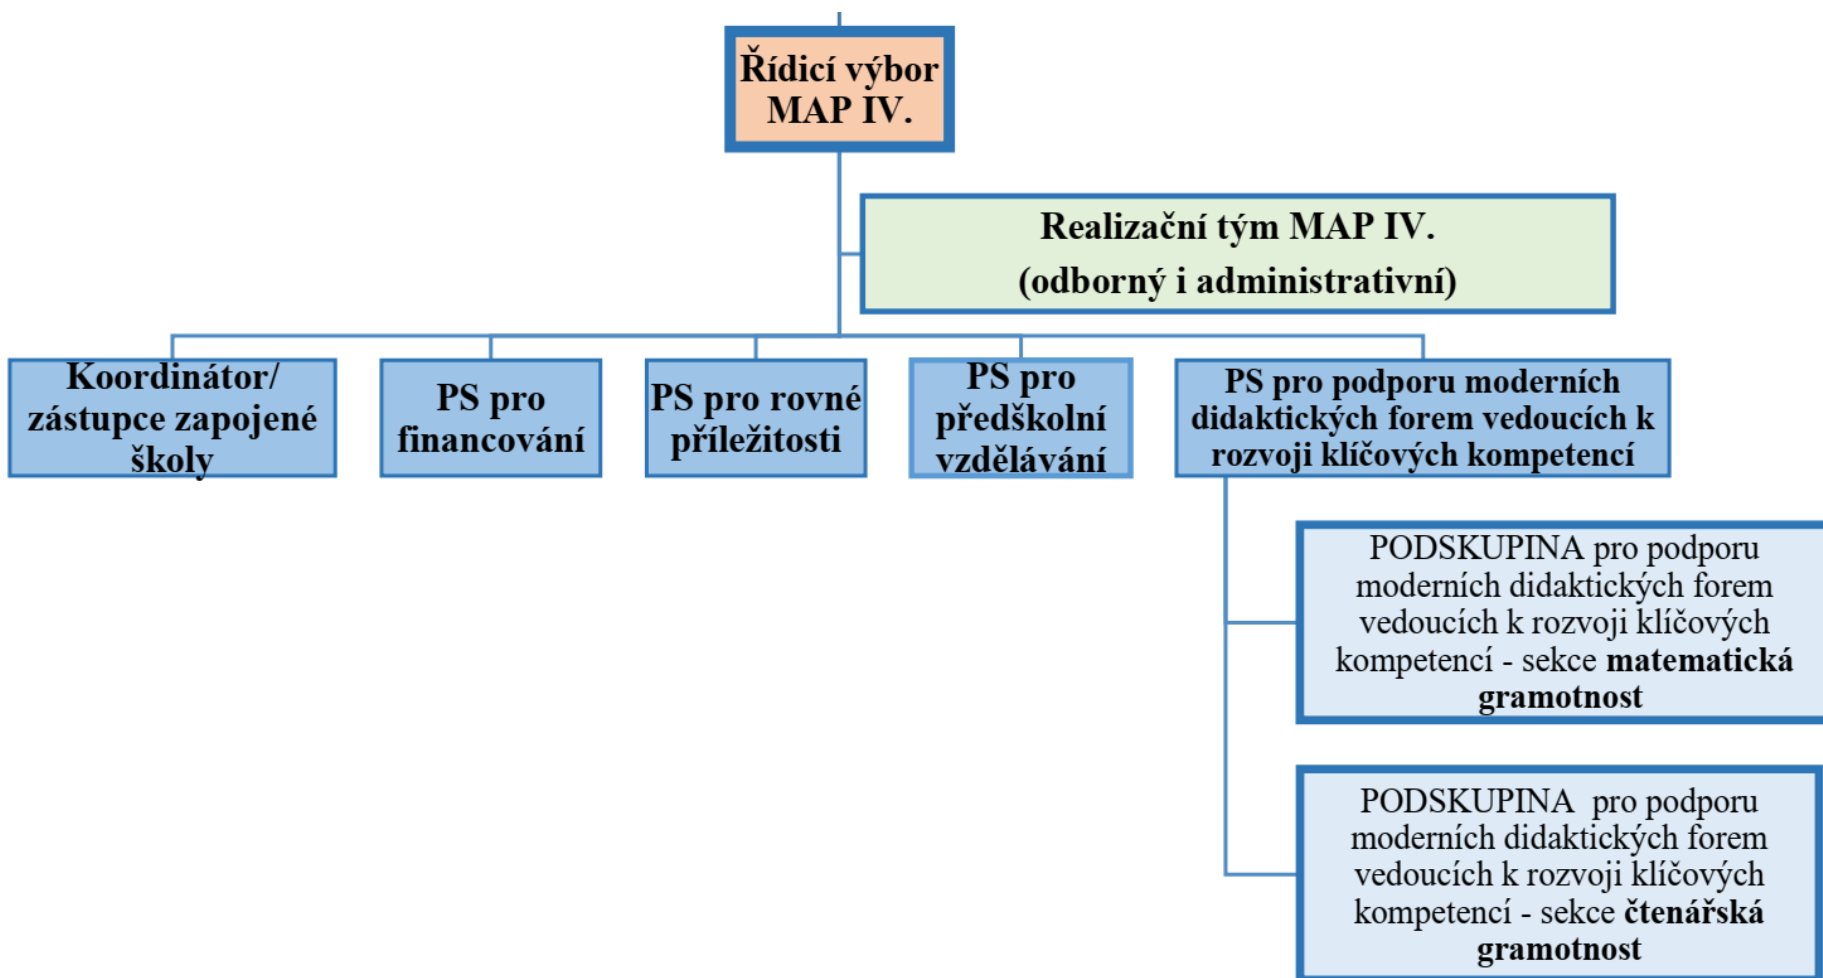 Řídicí výbor
MAP IV.
Realizační tým MAP IV.
(odborný i administrativní)
Koordinátor/
zástupce zapojené
školy
PS pro
financování
PS pro rovné
příležitosti
PS pro
předškolní
vzdělávání
PS pro podporu moderních
didaktických forem vedoucích k
rozvoji klíčových kompetencí
PODSKUPINA pro podporu
moderních didaktických forem
vedoucích k rozvoji klíčových
kompetencí - sekce matematická
gramotnost
PODSKUPINA  pro podporu
moderních didaktických forem
vedoucích k rozvoji klíčových
kompetencí - sekce čtenářská
gramotnost